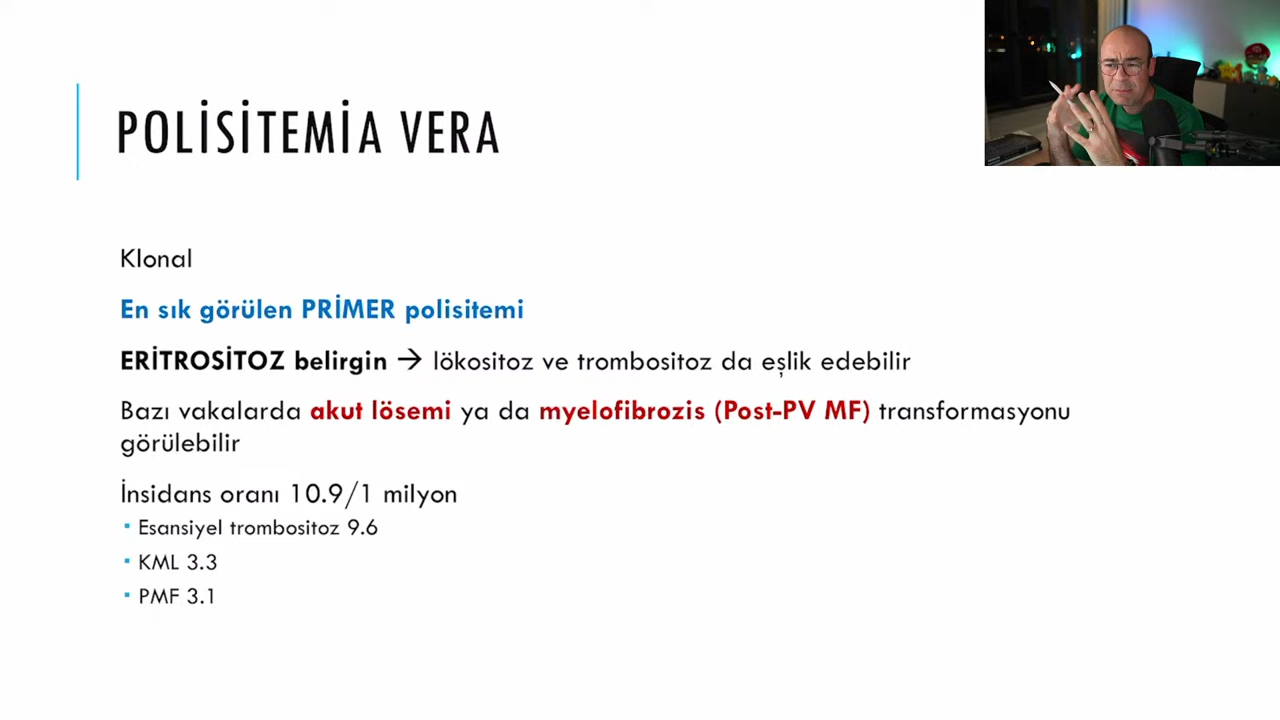 POLİSİTEMİA VERA
Klonal
En sık görülen PRİMER polisitemi
ERİTROSİTOZ belirgin → lökositoz ve trombositoz da eşlik edebilir
Bazı vakalarda akut lösemi ya da myelofibrozis (Post-PV MF) transformasyonu
görülebilir
İnsidans oranı 10.9/1 milyon
▪ Esansiyel trombositoz 9.6
▪ KML 3.3
▪ PMF 3.1